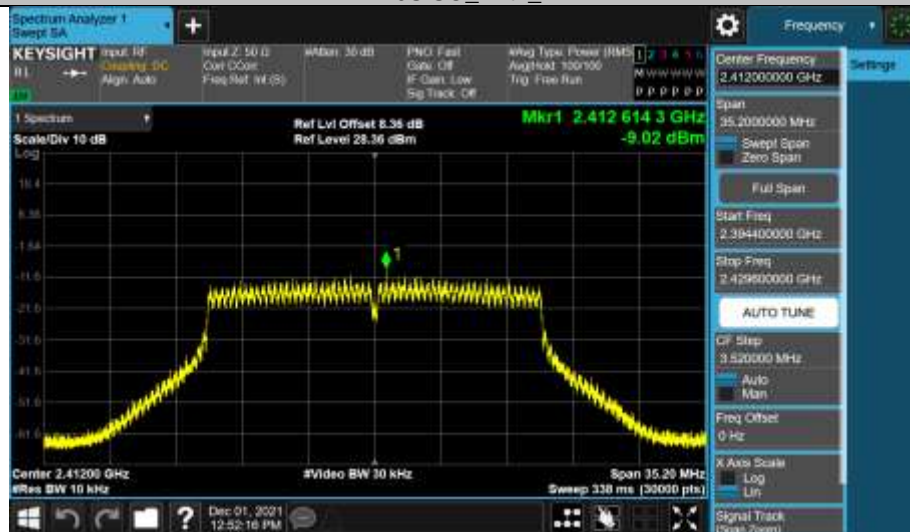 Spectrum Analyzer 1
Swept SA
+
Frequency
KEYSIGHT
Input: RF
Coupling: DC
Align: Auto
Input Z: 50 Ω
Corr CCorr
Freq Ref: Int (S)
#Atten: 30 dB
PNO: Fast
Gate: Off
IF Gain: Low
Sig Track: Off
#Avg Type: Power (RMS
Avg|Hold: 100/100
Trig: Free Run
1 2 3 4 5 6
M W W W W W
P P P P P P
1 Spectrum
Scale/Div 10 dB
Log
Ref Lvl Offset 8.36 dB
Ref Level 28.36 dBm
Mkr1 2.412 614 3 GHz
-9.02 dBm
18.4
8.36
-1.64
-11.6
-21.6
-31.6
-41.6
-51.6
-61.6
1
Center 2.41200 GHz
#Res BW 10 kHz
#Video BW 30 kHz
Span 35.20 MHz
Sweep 338 ms (30000 pts)
Center Frequency
2.412000000 GHz
Settings
Span
35.2000000 MHz
Swept Span
Zero Span
Full Span
Start Freq
2.394400000 GHz
Stop Freq
2.429600000 GHz
AUTO TUNE
CF Step
3.520000 MHz
Auto
Man
Freq Offset
0 Hz
X Axis Scale
Log
Lin
Signal Track
(Span Zoom)
?
Dec 01, 2021
12:52:16 PM